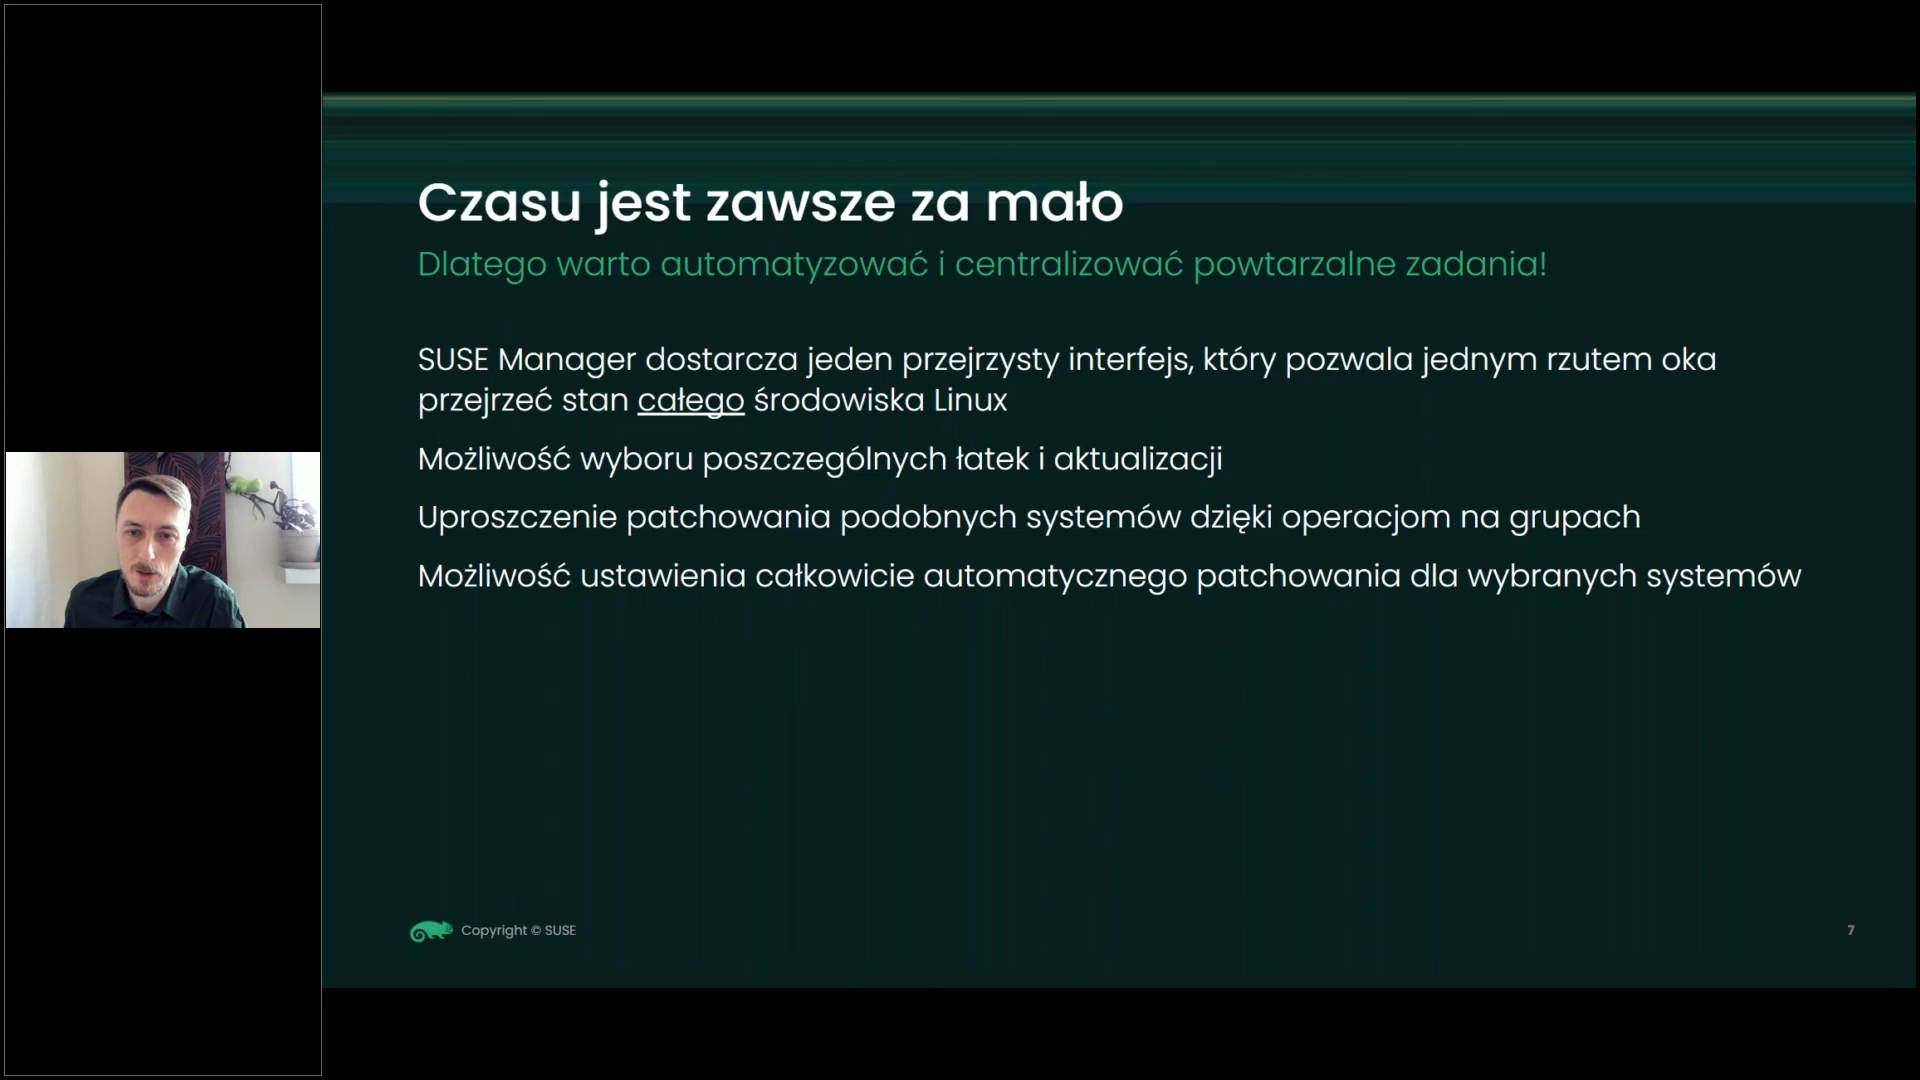 Czasu jest zawsze za mało
Dlatego warto automatyzować i centralizować powtarzalne zadania!
SUSE Manager dostarcza jeden przejrzysty interfejs, który pozwala jednym rzutem oka
przejrzeć stan całego środowiska Linux
Możliwość wyboru poszczególnych łatek i aktualizacji
Uproszczenie patchowania podobnych systemów dzięki operacjom na grupach
Możliwość ustawienia całkowicie automatycznego patchowania dla wybranych systemów
Copyright © SUSE
7